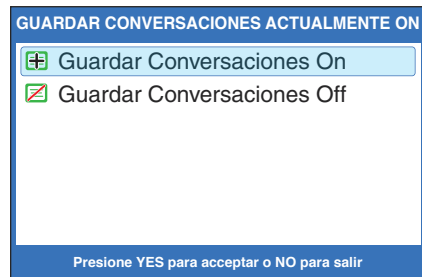 GUARDAR CONVERSACIONES ACTUALMENTE ON
Guardar Conversaciones On
Guardar Conversaciones Off
Presione YES para acceptar o NO para salir